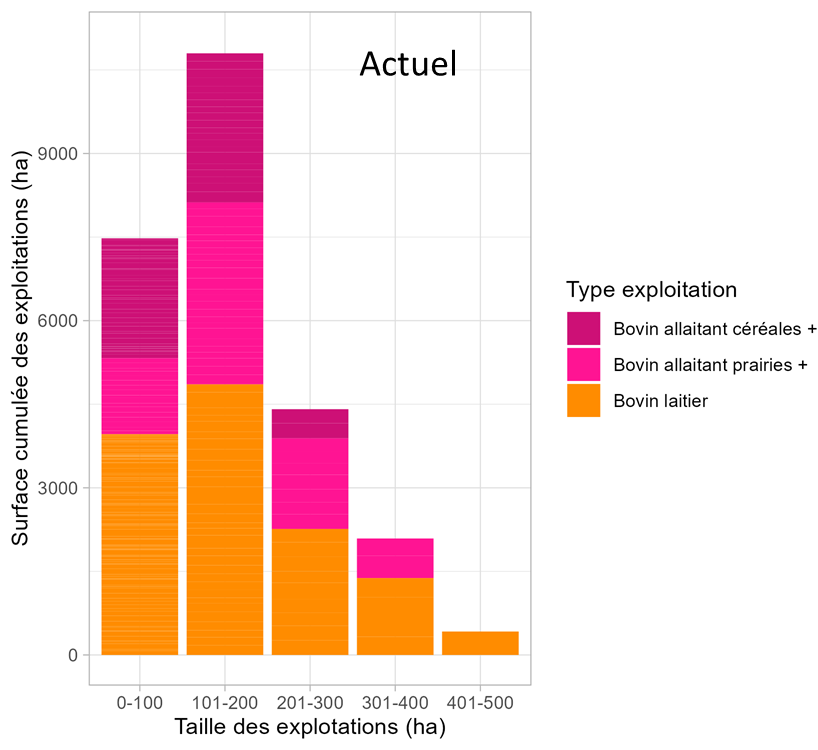 Actuel
Surface cumulée des exploitations (ha)
9000
6000
3000
0
0-100
101-200
201-300
301-400
401-500
Taille des explotations (ha)
Type exploitation
Bovin allaitant céréales +
Bovin allaitant prairies +
Bovin laitier